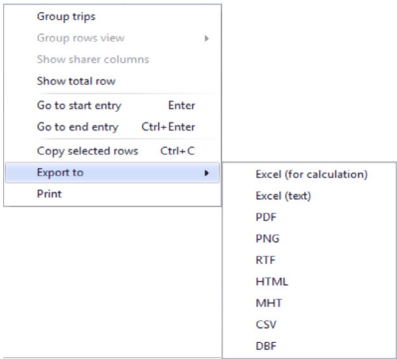 Group trips
Group rows view
Show sharer columns
Show total row
Go to start entry Enter
Go to end entry Ctrl+Enter
Copy selected rows Ctrl+C
Export to
Print
Excel (for calculation)
Excel (text)
PDF
PNG
RTF
HTML
MHT
CSV
DBF